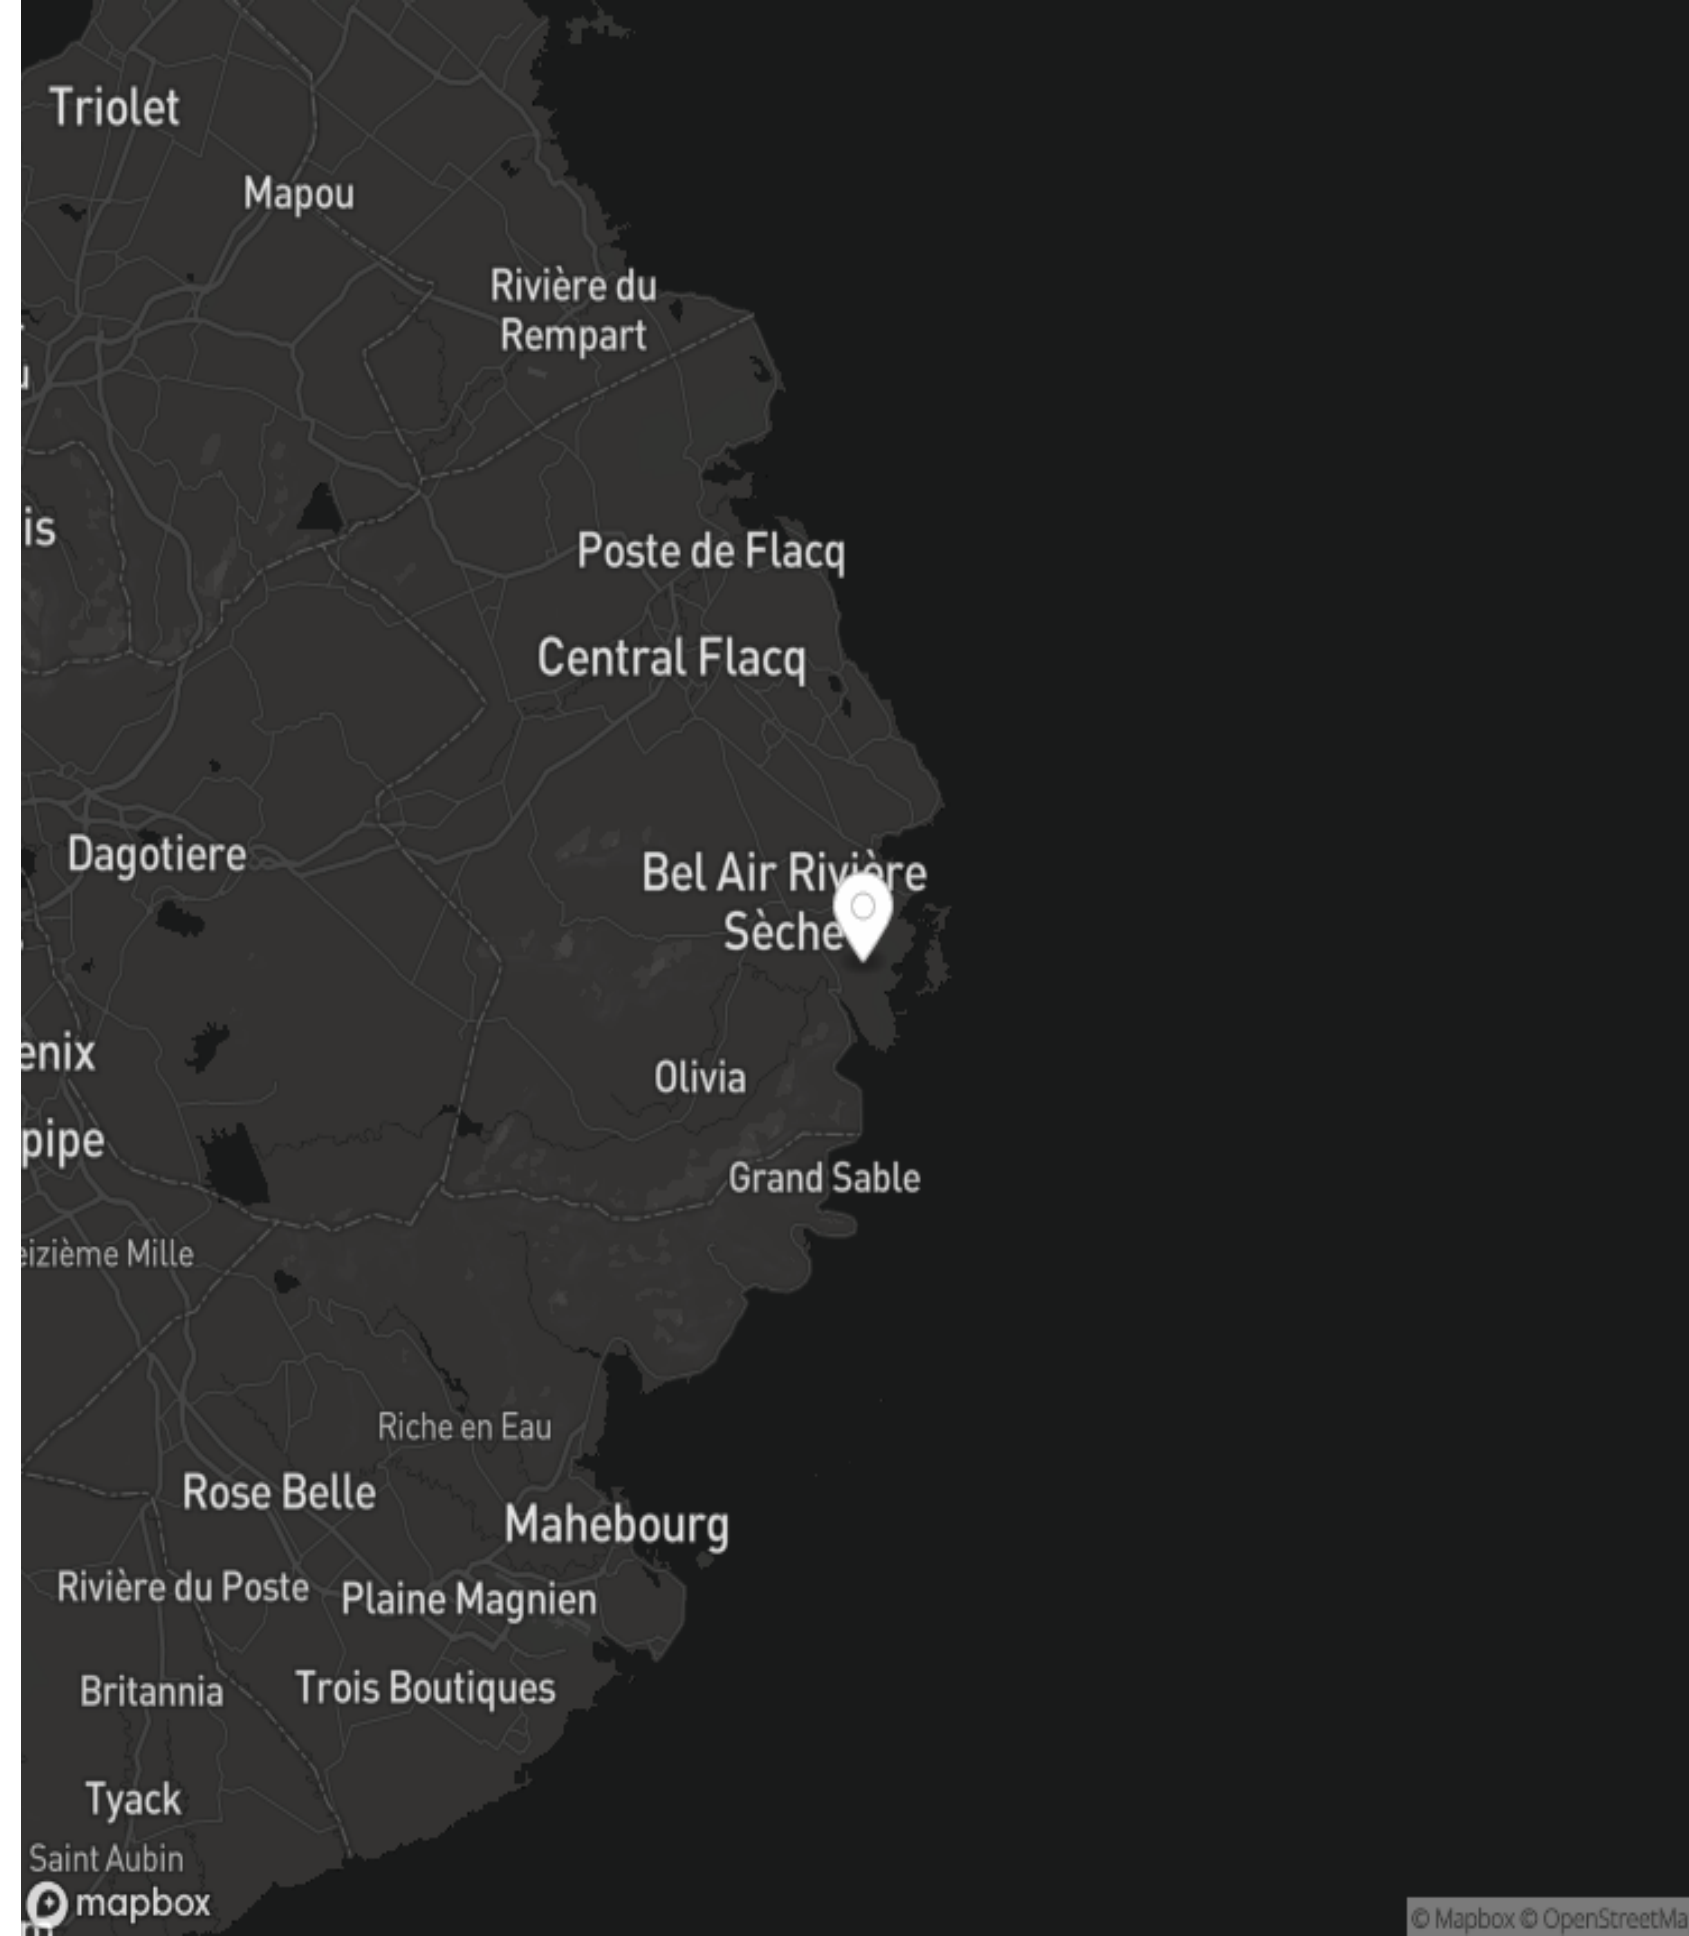 Triolet
Mapou
Rivière du
Rempart
is
Poste de Flacq
Central Flacq
Dagotiere
Bel Air Rivière
Sèche
enix
Olivia
pipe
Grand Sable
eizième Mille
Riche en Eau
Rose Belle
Mahebourg
Rivière du Poste
Plaine Magnien
Britannia
Trois Boutiques
Tyack
Saint Aubin
mapbox
© Mapbox © OpenStreetMa